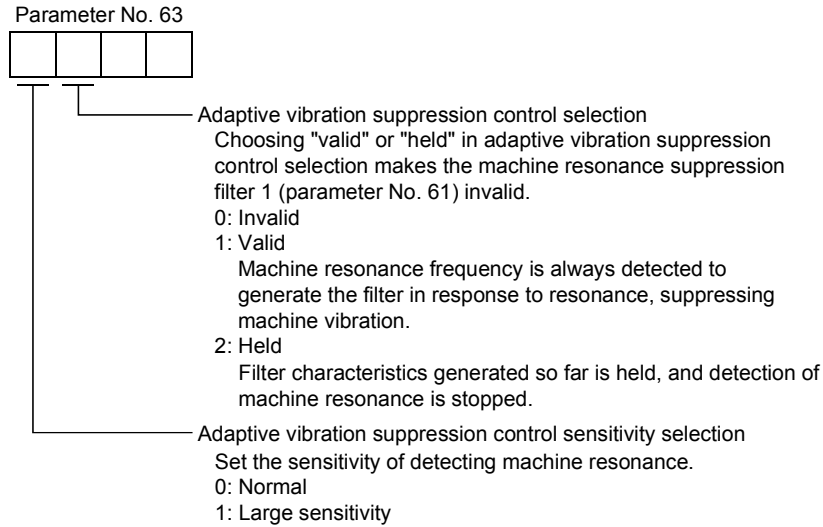 Parameter No. 63
Adaptive vibration suppression control selection
Choosing "valid" or "held" in adaptive vibration suppression
control selection makes the machine resonance suppression
filter 1 (parameter No. 61) invalid.
0: Invalid
1: Valid
Machine resonance frequency is always detected to
generate the filter in response to resonance, suppressing
machine vibration.
2: Held
Filter characteristics generated so far is held, and detection of
machine resonance is stopped.
Adaptive vibration suppression control sensitivity selection
Set the sensitivity of detecting machine resonance.
0: Normal
1: Large sensitivity